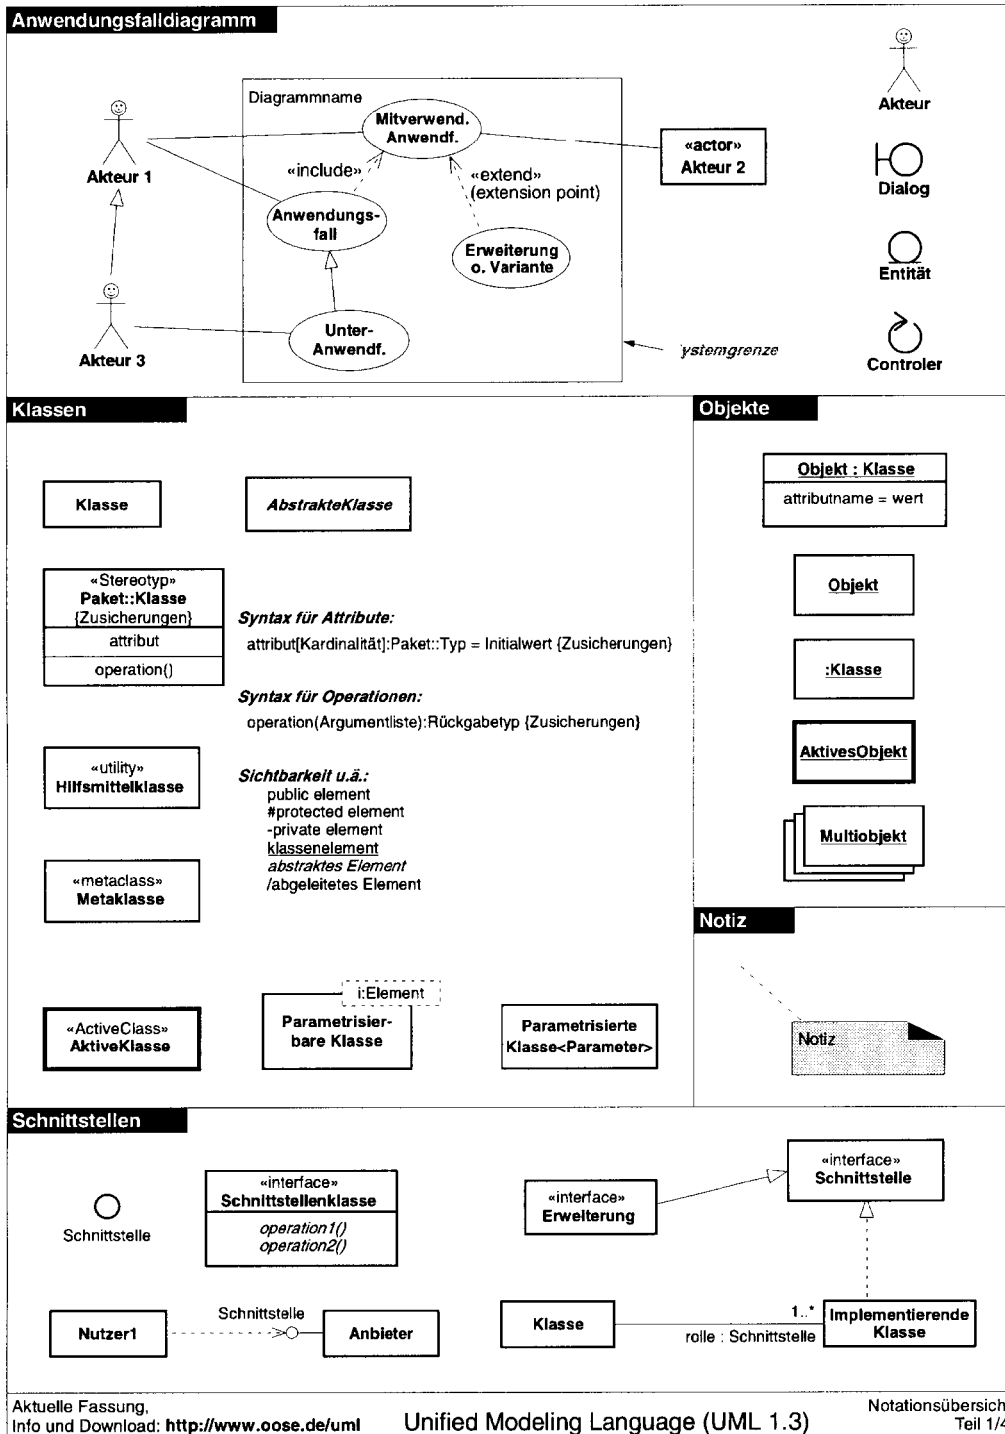 Anwendungsfalldiagramm
Diagrammname
Akteur 1
Mitverwend.
Anwendf.
«actor»
Akteur 2
«include»
«extend»
(extension point)
Anwendungs-
fall
Erweiterung
o. Variante
Akteur 3
Unter-
Anwendf.
ystemgrenze
Akteur
Dialog
Entität
Controler
Klassen
Klasse
AbstrakteKlasse
«Stereotyp»
Paket::Klasse
{Zusicherungen}
attribut
operation()
Syntax für Attribute:
attribut[Kardinalität]:Paket::Typ = Initialwert {Zusicherungen}
Syntax für Operationen:
operation(Argumentliste):Rückgabetyp {Zusicherungen}
«utility»
Hilfsmittelklasse
Sichtbarkeit u.ä.:
public element
#protected element
-private element
klassenelement
abstraktes Element
/abgeleitetes Element
«metaclass»
Metaklasse
«ActiveClass»
AktiveKlasse
i:Element
Parametrisier-
bare Klasse
Parametrisierte
Klasse<Parameter>
Objekte
Objekt : Klasse
attributname = wert
Objekt
:Klasse
AktivesObjekt
Multiobjekt
Notiz
Notiz
Schnittstellen
Schnittstelle
«interface»
Schnittstellenklasse
operation1()
operation2()
«interface»
Erweiterung
«interface»
Schnittstelle
Nutzer1
Schnittstelle
Anbieter
Klasse
1..*
rolle : Schnittstelle
Implementierende
Klasse
Aktuelle Fassung,
Info und Download: http://www.oose.de/uml
Unified Modeling Language (UML 1.3)
Notationsübersich
Teil 1/4